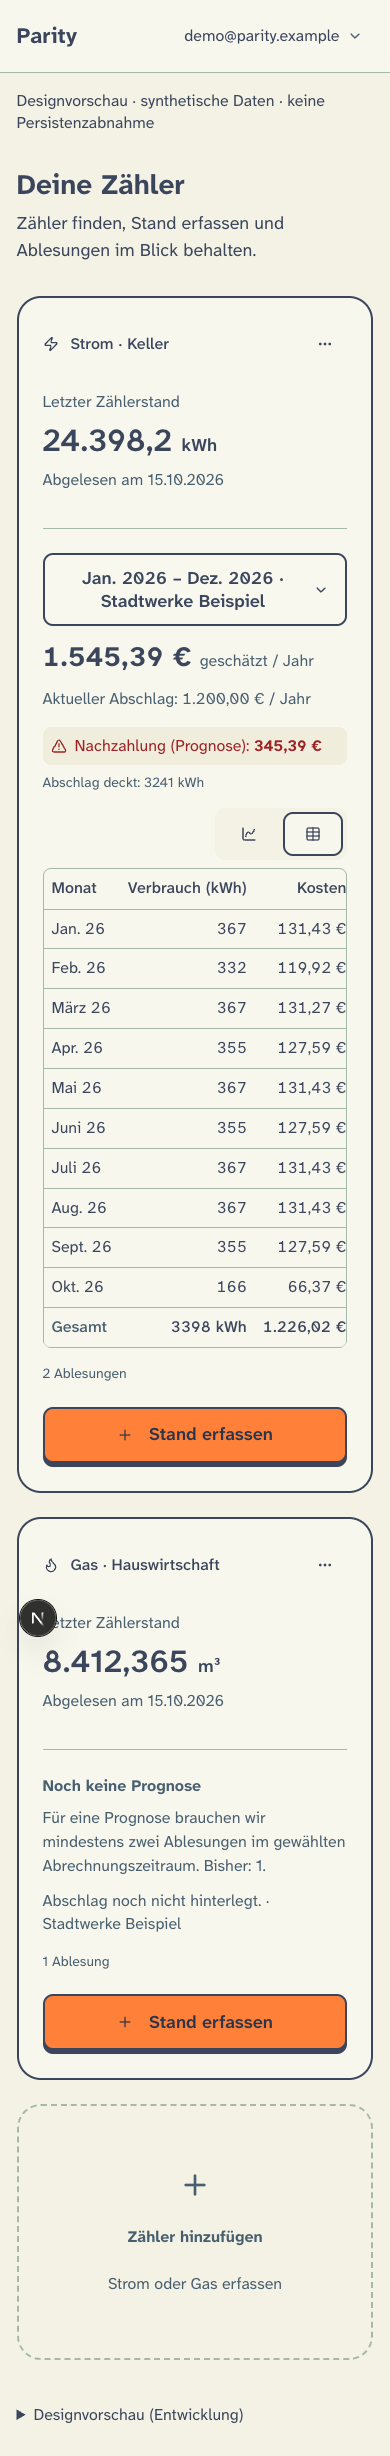 Parity demo@parity.example
Designvorschau · synthetische Daten · keine
Persistenzabnahme
Deine Zähler
Zähler finden, Stand erfassen und
Ablesungen im Blick behalten.
Strom · Keller ···
Letzter Zählerstand
24.398,2 kWh
Abgelesen am 15.10.2026
Jan. 2026 – Dez. 2026 ·
Stadtwerke Beispiel
1.545,39 € geschätzt / Jahr
Aktueller Abschlag: 1.200,00 € / Jahr
Nachzahlung (Prognose): 345,39 €
Abschlag deckt: 3241 kWh
Monat Verbrauch (kWh) Kosten
Jan. 26 367 131,43 €
Feb. 26 332 119,92 €
März 26 367 131,27 €
Apr. 26 355 127,59 €
Mai 26 367 131,43 €
Juni 26 355 127,59 €
Juli 26 367 131,43 €
Aug. 26 367 131,43 €
Sept. 26 355 127,59 €
Okt. 26 166 66,37 €
Gesamt 3398 kWh 1.226,02 €
2 Ablesungen
+ Stand erfassen
Gas · Hauswirtschaft ···
N
etzter Zählerstand
8.412,365 m³
Abgelesen am 15.10.2026
Noch keine Prognose
Für eine Prognose brauchen wir
mindestens zwei Ablesungen im gewählten
Abrechnungszeitraum. Bisher: 1.
Abschlag noch nicht hinterlegt. ·
Stadtwerke Beispiel
1 Ablesung
+ Stand erfassen
+
Zähler hinzufügen
Strom oder Gas erfassen
▶ Designvorschau (Entwicklung)